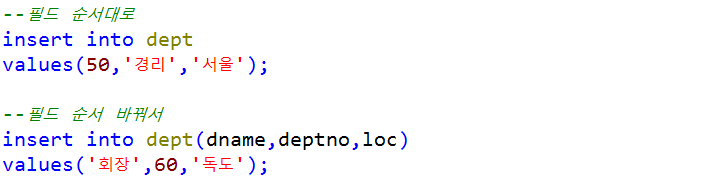 --필드 순서대로
insert into dept
values(50,'경리','서울');
--필드 순서 바꿔서
insert into dept(dname,deptno,loc)
values('회장',60,'독도');